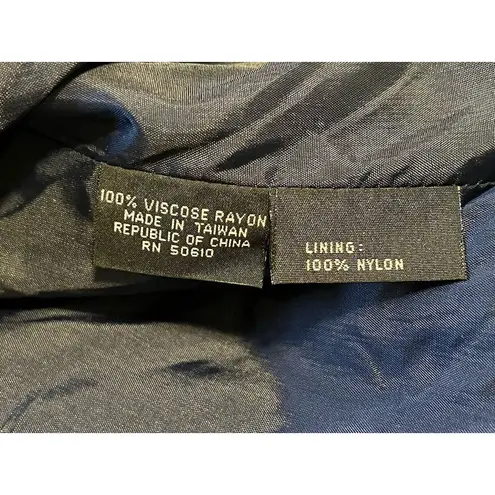 100% VISCOSE RAYON
MADE IN TAIWAN
REPUBLIC OF CHINA
RN 50610
LINING:
100% NYLON